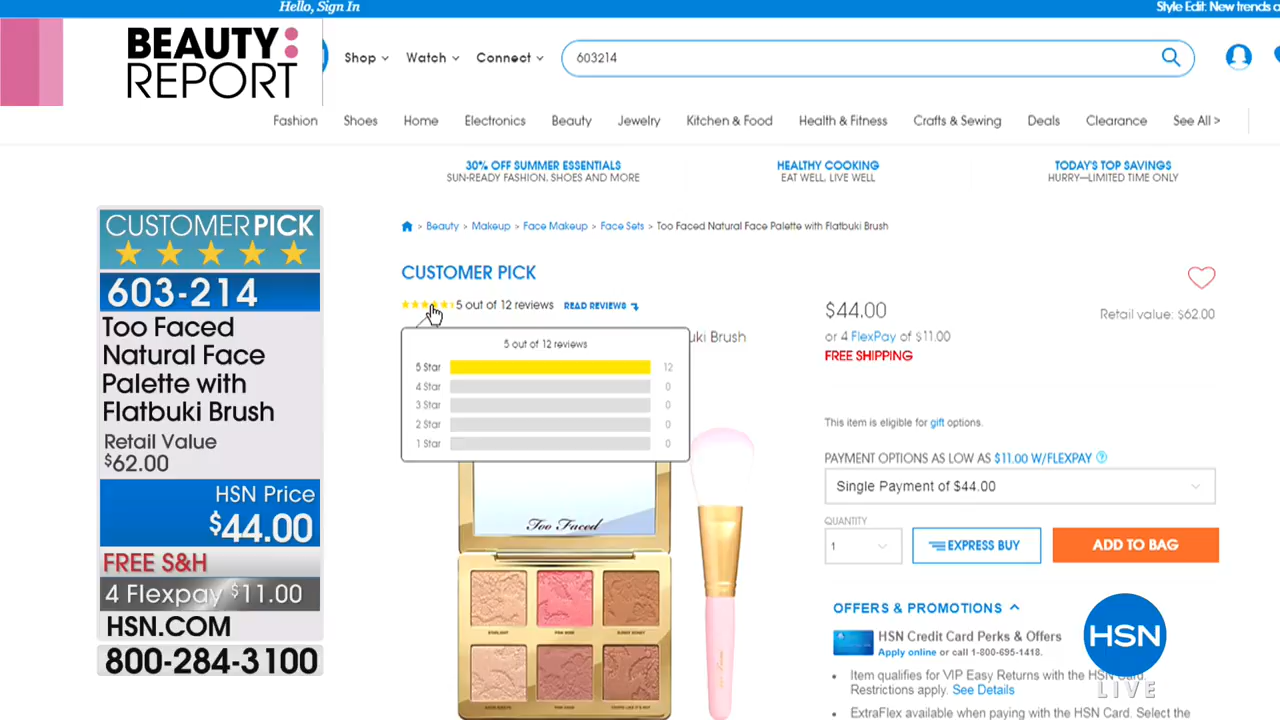 Hello, Sign In
Style Edit: New trends a
BEAUTY:
REPORT
Shop
Watch
Connect
603214
Fashion
Shoes
Home
Electronics
Beauty
Jewelry
Kitchen & Food
Health & Fitness
Crafts & Sewing
Deals
Clearance
See All >
30% OFF SUMMER ESSENTIALS
SUN-READY FASHION, SHOES AND MORE
HEALTHY COOKING
EAT WELL, LIVE WELL
TODAY'S TOP SAVINGS
HURRY—LIMITED TIME ONLY
CUSTOMER PICK
603-214
Too Faced
Natural Face
Palette with
Flatbuki Brush
Retail Value
$62.00
HSN Price
$44.00
FREE S&H
4 Flexpay $11.00
HSN.COM
800-284-3100
> Beauty > Makeup > Face Makeup > Face Sets > Too Faced Natural Face Palette with Flatbuki Brush
CUSTOMER PICK
5 out of 12 reviews READ REVIEWS
uki Brush
5 out of 12 reviews
5 Star 12
4 Star 0
3 Star 0
2 Star 0
1 Star 0
Too Faced
$44.00
Retail value: $62.00
or 4 FlexPay of $11.00
FREE SHIPPING
This item is eligible for gift options.
PAYMENT OPTIONS AS LOW AS $11.00 W/FLEXPAY ?
Single Payment of $44.00
QUANTITY
1
EXPRESS BUY
ADD TO BAG
OFFERS & PROMOTIONS
HSN Credit Card Perks & Offers
Apply online or call 1-800-695-1418.
• Item qualifies for VIP Easy Returns with the HSN Card.
Restrictions apply. See Details
• ExtraFlex available when paying with the HSN Card. Select the
HSN
LIVE